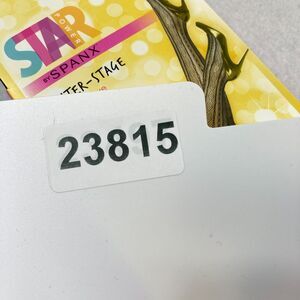 STAR
POWER
BY SPANX
TER-STAGE
23815